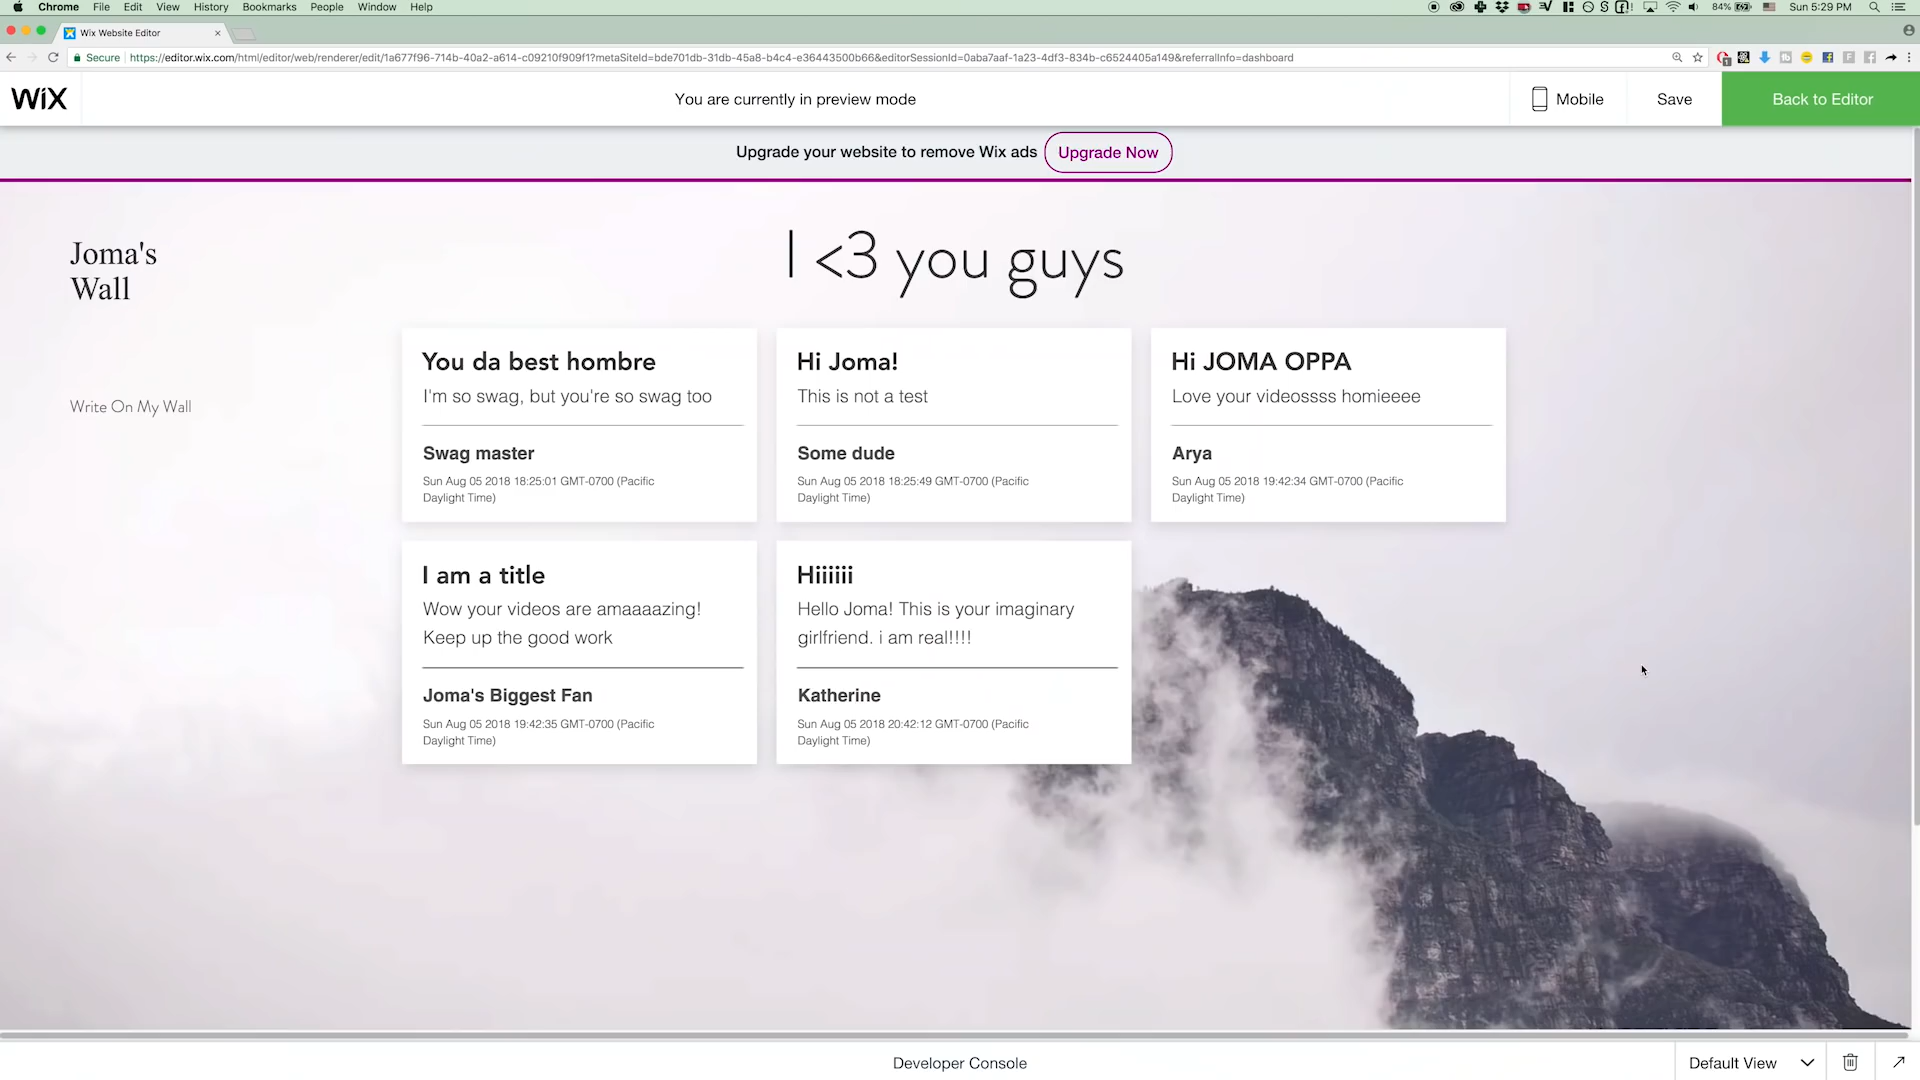 Chrome File Edit View History Bookmarks People Window Help
84% Sun 5:29 PM
Wix Website Editor
Secure https://editor.wix.com/html/editor/web/renderer/edit/1a677f96-714b-40a2-a614-c09210f909f1?metaSiteId=bde701db-31db-45a8-b4c4-e36443500b66&editorSessionId=0aba7aaf-1a23-4df3-834b-c6524405a149&referralInfo=dashboard
WiX
You are currently in preview mode
Mobile
Save
Back to Editor
Upgrade your website to remove Wix ads Upgrade Now
Joma's
Wall
Write On My Wall
I <3 you guys
You da best hombre
I'm so swag, but you're so swag too
Swag master
Sun Aug 05 2018 18:25:01 GMT-0700 (Pacific
Daylight Time)
Hi Joma!
This is not a test
Some dude
Sun Aug 05 2018 18:25:49 GMT-0700 (Pacific
Daylight Time)
Hi JOMA OPPA
Love your videossss homieeee
Arya
Sun Aug 05 2018 19:42:34 GMT-0700 (Pacific
Daylight Time)
I am a title
Wow your videos are amaaaazing!
Keep up the good work
Joma's Biggest Fan
Sun Aug 05 2018 19:42:35 GMT-0700 (Pacific
Daylight Time)
Hiiiiii
Hello Joma! This is your imaginary
girlfriend. i am real!!!!
Katherine
Sun Aug 05 2018 20:42:12 GMT-0700 (Pacific
Daylight Time)
Developer Console
Default View